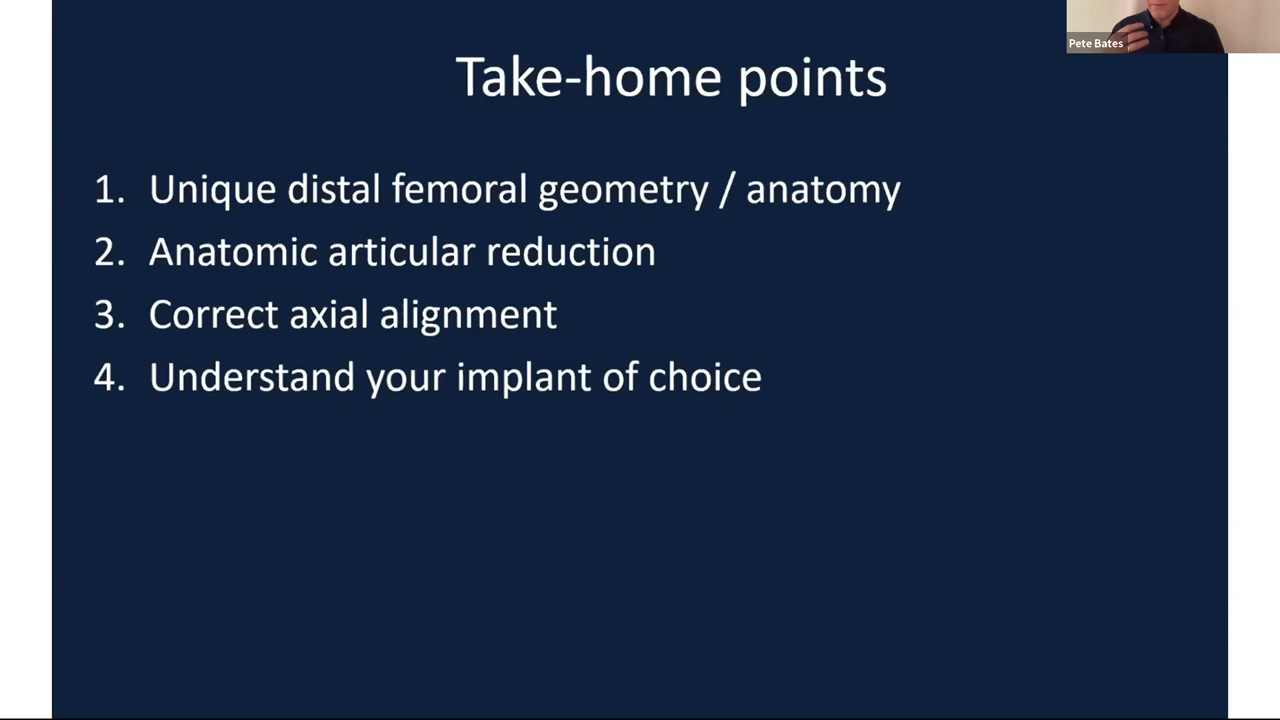 Pete Bates
Take-home points
1. Unique distal femoral geometry / anatomy
2. Anatomic articular reduction
3. Correct axial alignment
4. Understand your implant of choice